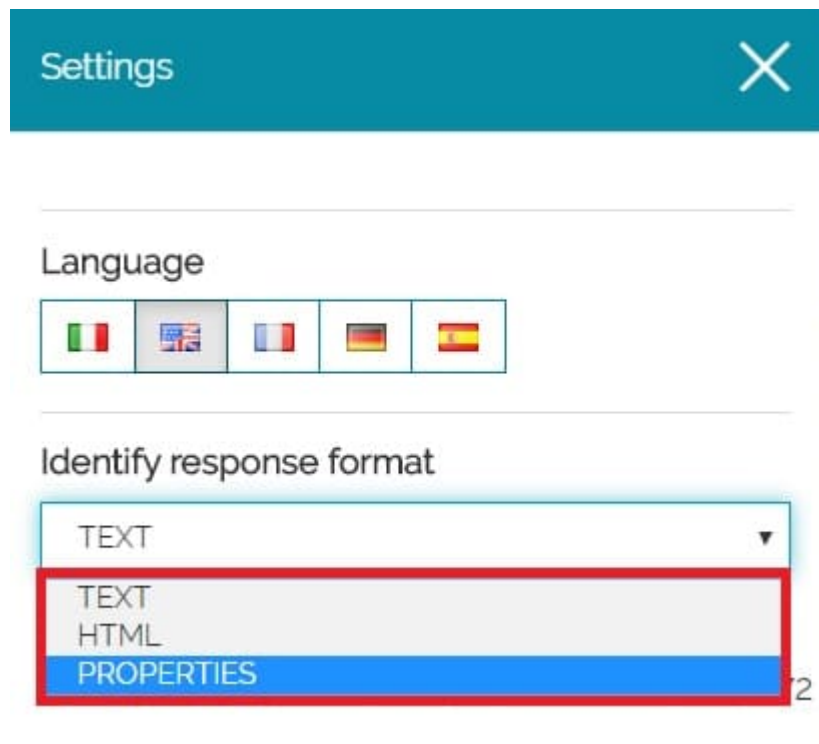 Settings
Language
Identify response format
TEXT
TEXT
HTML
PROPERTIES